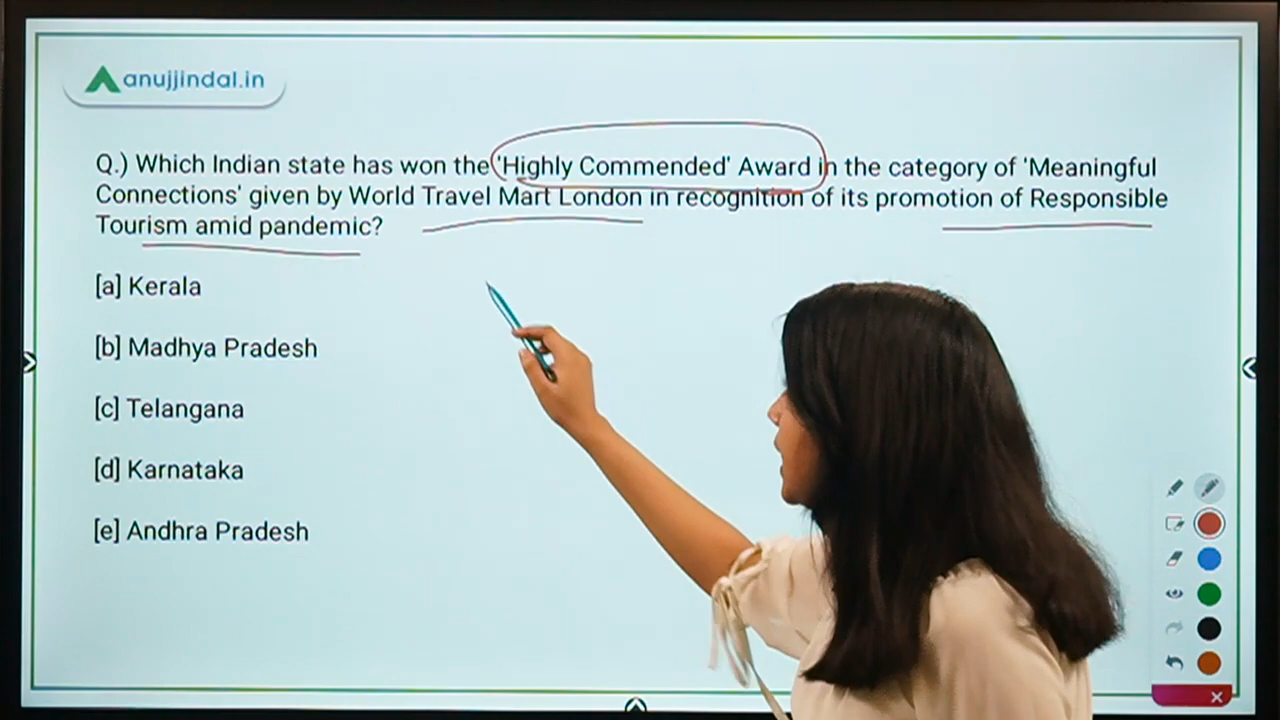 anujjindal.in
Q.) Which Indian state has won the 'Highly Commended' Award in the category of 'Meaningful
Connections' given by World Travel Mart London in recognition of its promotion of Responsible
Tourism amid pandemic?
[a] Kerala
[b] Madhya Pradesh
[c] Telangana
[d] Karnataka
[e] Andhra Pradesh